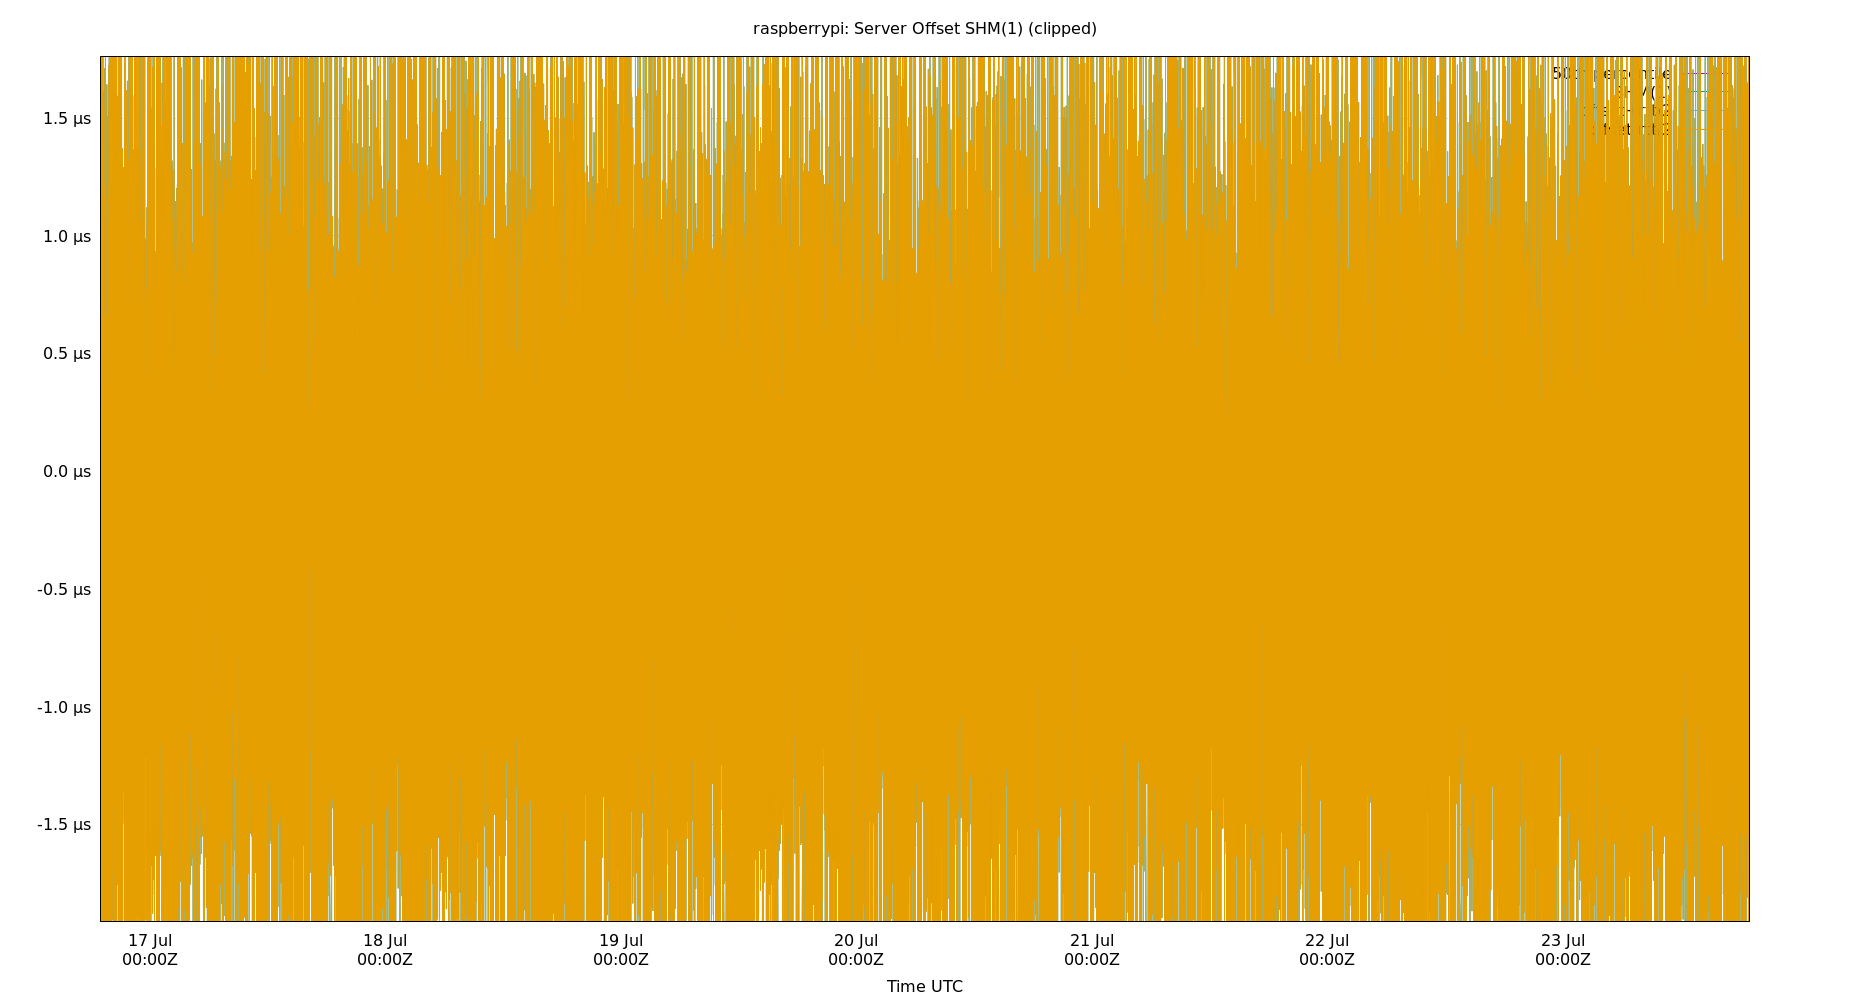 raspberrypi: Server Offset SHM(1) (clipped)
1.5 µs
1.0 µs
0.5 µs
0.0 µs
-0.5 µs
-1.0 µs
-1.5 µs
17 Jul
00:00Z
18 Jul
00:00Z
19 Jul
00:00Z
20 Jul
00:00Z
21 Jul
00:00Z
22 Jul
00:00Z
23 Jul
00:00Z
Time UTC